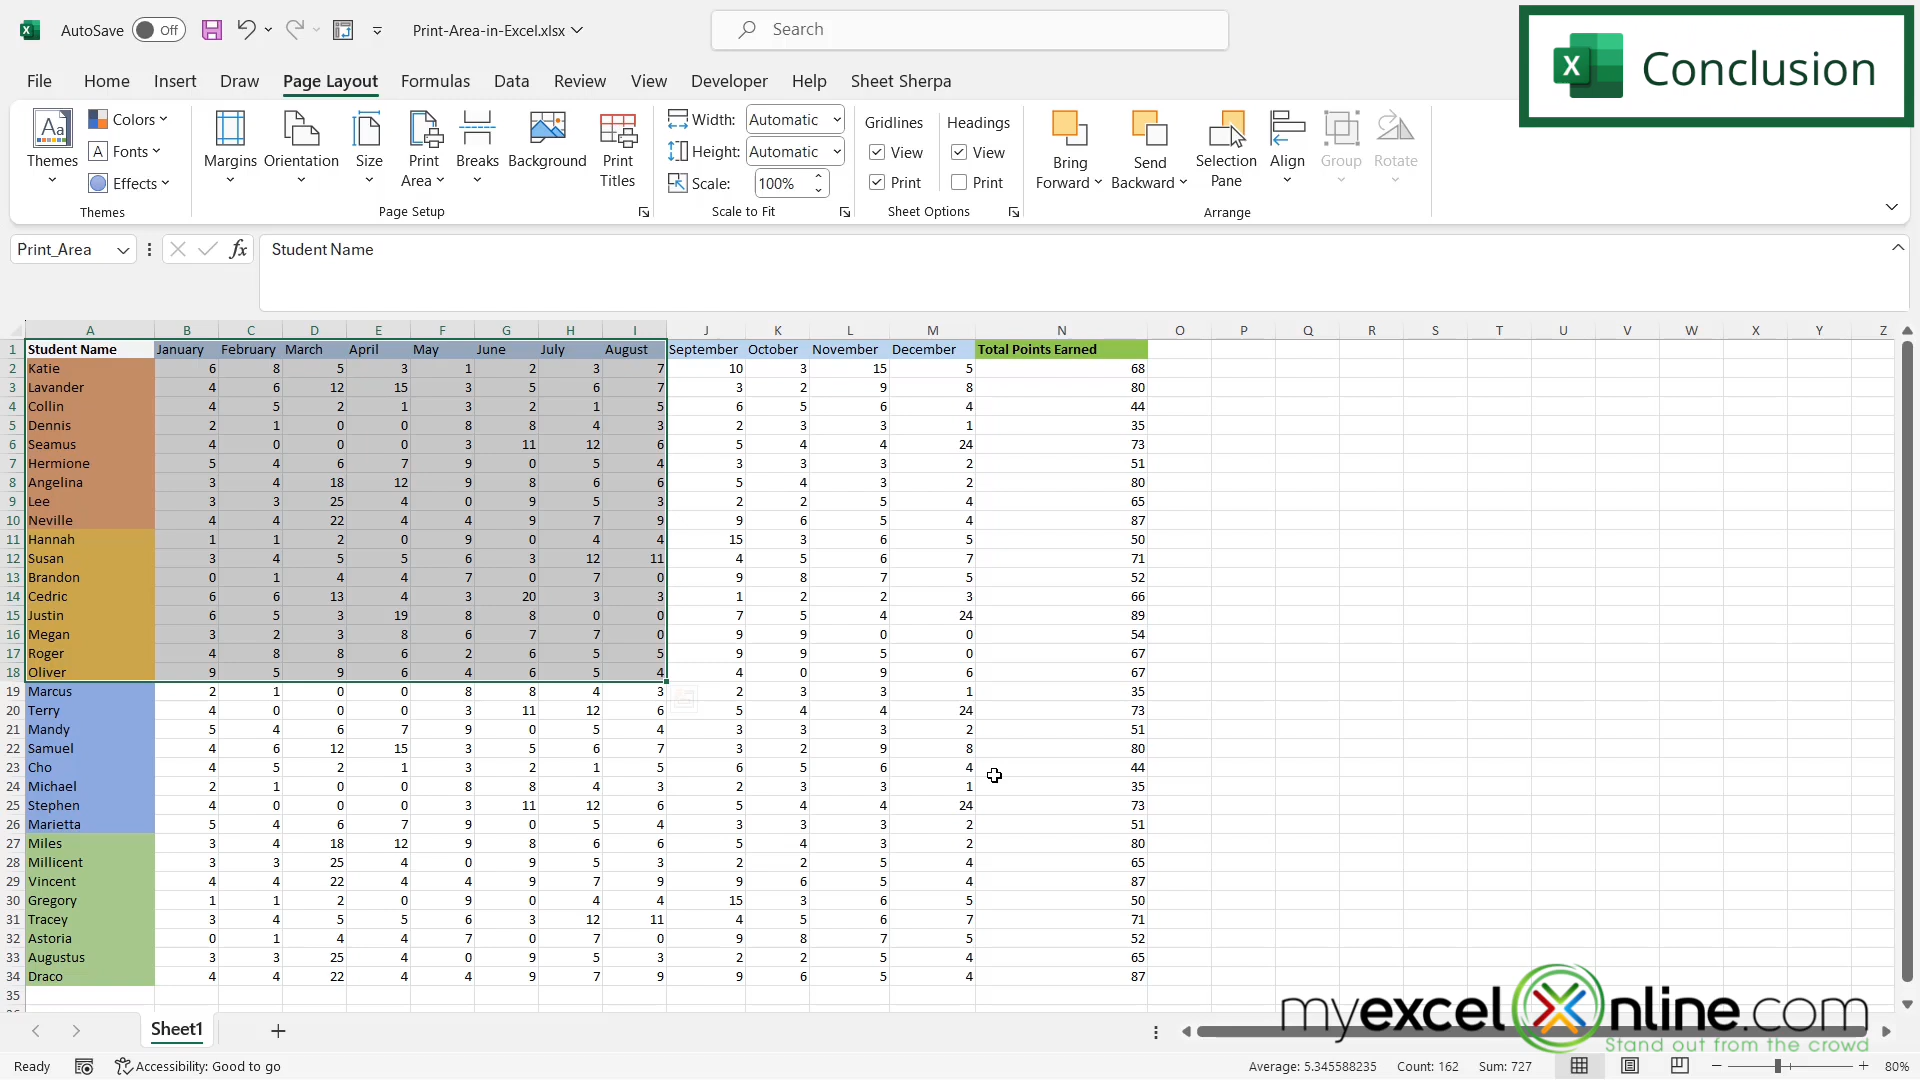 AutoSave Off Print-Area-in-Excel.xlsx Search
X Conclusion
File Home Insert Draw Page Layout Formulas Data Review View Developer Help Sheet Sherpa
Aa Themes Colors Fonts Effects
Themes
Margins Orientation Size Print Area Breaks Background Print Titles
Page Setup
Width: Automatic
Height: Automatic
Scale: 100%
Scale to Fit
Gridlines Headings
View View
Print Print
Sheet Options
Bring Forward Send Backward Selection Pane Align Group Rotate
Arrange
Print_Area fx Student Name
A B C D E F G H I J K L M N O P Q R S T U V W X Y Z
1 Student Name January February March April May June July August September October November December Total Points Earned
2 Katie 6 8 5 3 1 2 3 7 10 3 15 5 68
3 Lavander 4 6 12 15 3 5 6 7 3 2 9 8 80
4 Collin 4 5 2 1 3 2 1 5 6 5 6 4 44
5 Dennis 2 1 0 0 8 8 4 3 2 3 3 1 35
6 Seamus 4 0 0 0 3 11 12 6 5 4 4 24 73
7 Hermione 5 4 6 7 9 0 5 4 3 3 3 2 51
8 Angelina 3 4 18 12 9 8 6 6 5 4 3 2 80
9 Lee 3 3 25 4 0 9 5 3 2 2 5 4 65
10 Neville 4 4 22 4 4 9 7 9 9 6 5 4 87
11 Hannah 1 1 2 0 9 0 4 4 15 3 6 5 50
12 Susan 3 4 5 5 6 3 12 11 4 5 6 7 71
13 Brandon 0 1 4 4 7 0 7 0 9 8 7 5 52
14 Cedric 6 6 13 4 3 20 3 3 1 2 2 3 66
15 Justin 6 5 3 19 8 8 0 0 7 5 4 24 89
16 Megan 3 2 3 8 6 7 7 0 9 9 0 0 54
17 Roger 4 8 8 6 2 6 5 5 9 9 5 0 67
18 Oliver 9 5 9 6 4 6 5 4 4 0 9 6 67
19 Marcus 2 1 0 0 8 8 4 3 2 3 3 1 35
20 Terry 4 0 0 0 3 11 12 6 5 4 4 24 73
21 Mandy 5 4 6 7 9 0 5 4 3 3 3 2 51
22 Samuel 4 6 12 15 3 5 6 7 3 2 9 8 80
23 Cho 4 5 2 1 3 2 1 5 6 5 6 4 44
24 Michael 2 1 0 0 8 8 4 3 2 3 3 1 35
25 Stephen 4 0 0 0 3 11 12 6 5 4 4 24 73
26 Marietta 5 4 6 7 9 0 5 4 3 3 3 2 51
27 Miles 3 4 18 12 9 8 6 6 5 4 3 2 80
28 Millicent 3 3 25 4 0 9 5 3 2 2 5 4 65
29 Vincent 4 4 22 4 4 9 7 9 9 6 5 4 87
30 Gregory 1 1 2 0 9 0 4 4 15 3 6 5 50
31 Tracey 3 4 5 5 6 3 12 11 4 5 6 7 71
32 Astoria 0 1 4 4 7 0 7 0 9 8 7 5 52
33 Augustus 3 3 25 4 0 9 5 3 2 2 5 4 65
34 Draco 4 4 22 4 4 9 7 9 9 6 5 4 87
35
myexcelonline.com
Stand out from the crowd
Sheet1
Ready Accessibility: Good to go Average: 5.345588235 Count: 162 Sum: 727 80%